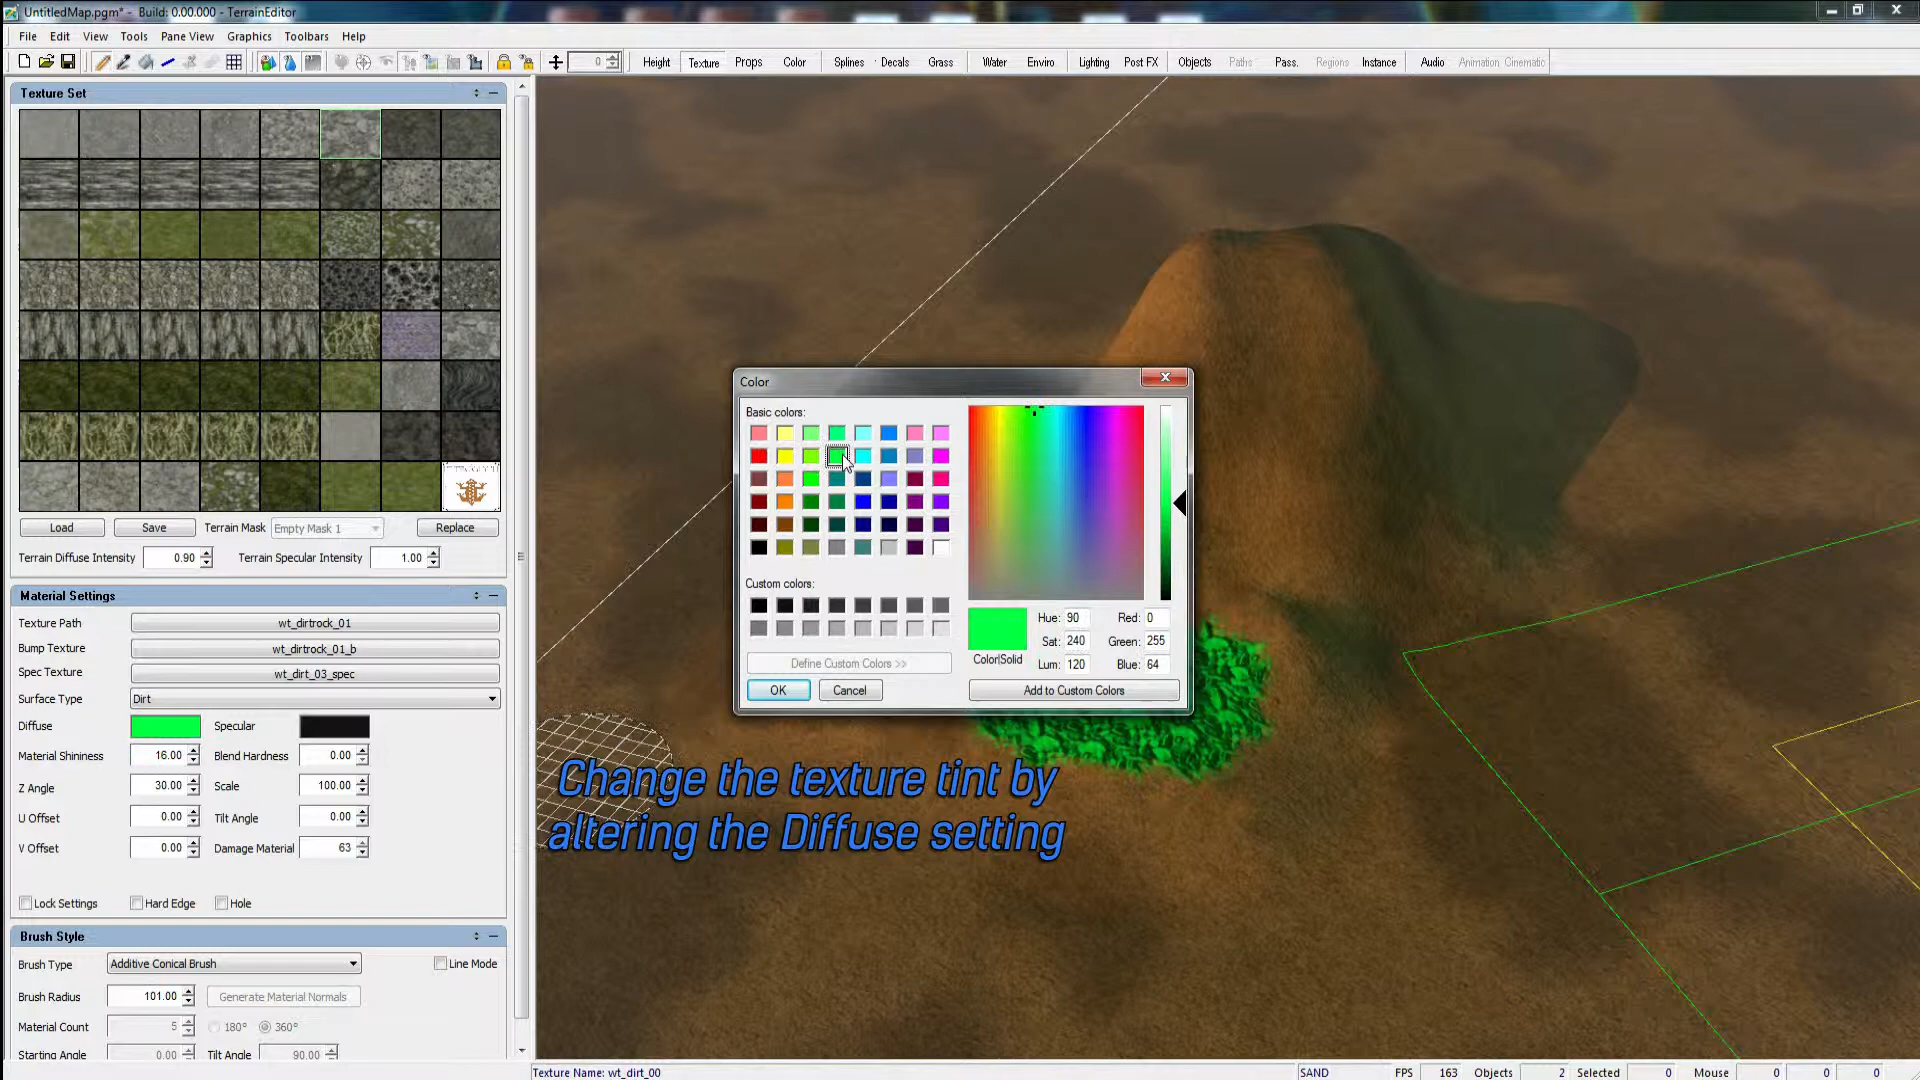 UntitledMap.pgm* - Build: 0.00.000 - TerrainEditor
File Edit View Tools Pane View Graphics Toolbars Help
0 Height Texture Props Color Splines Decals Grass Water Enviro Lighting Post FX Objects Paths Pass. Regions Instance Audio Animation Cinematic
Texture Set
Load Save Terrain Mask Empty Mask 1 Replace
Terrain Diffuse Intensity 0.90 Terrain Specular Intensity 1.00
Material Settings
Texture Path wt_dirtrock_01
Bump Texture wt_dirtrock_01_b
Spec Texture wt_dirt_03_spec
Surface Type Dirt
Diffuse Specular
Material Shininess 16.00 Blend Hardness 0.00
Z Angle 30.00 Scale 100.00
U Offset 0.00 Tilt Angle 0.00
V Offset 0.00 Damage Material 63
Lock Settings Hard Edge Hole
Brush Style
Brush Type Additive Conical Brush Line Mode
Brush Radius 101.00 Generate Material Normals
Material Count 5 180° 360°
Starting Angle 0.00 Tilt Angle 90.00
Color
Basic colors:
Custom colors:
Define Custom Colors >>
OK Cancel
Color|Solid
Hue: 90 Red: 0
Sat: 240 Green: 255
Lum: 120 Blue: 64
Add to Custom Colors
Change the texture tint by
altering the Diffuse setting
Texture Name: wt_dirt_00 SAND FPS 163 Objects 2 Selected 0 Mouse 0 0 0